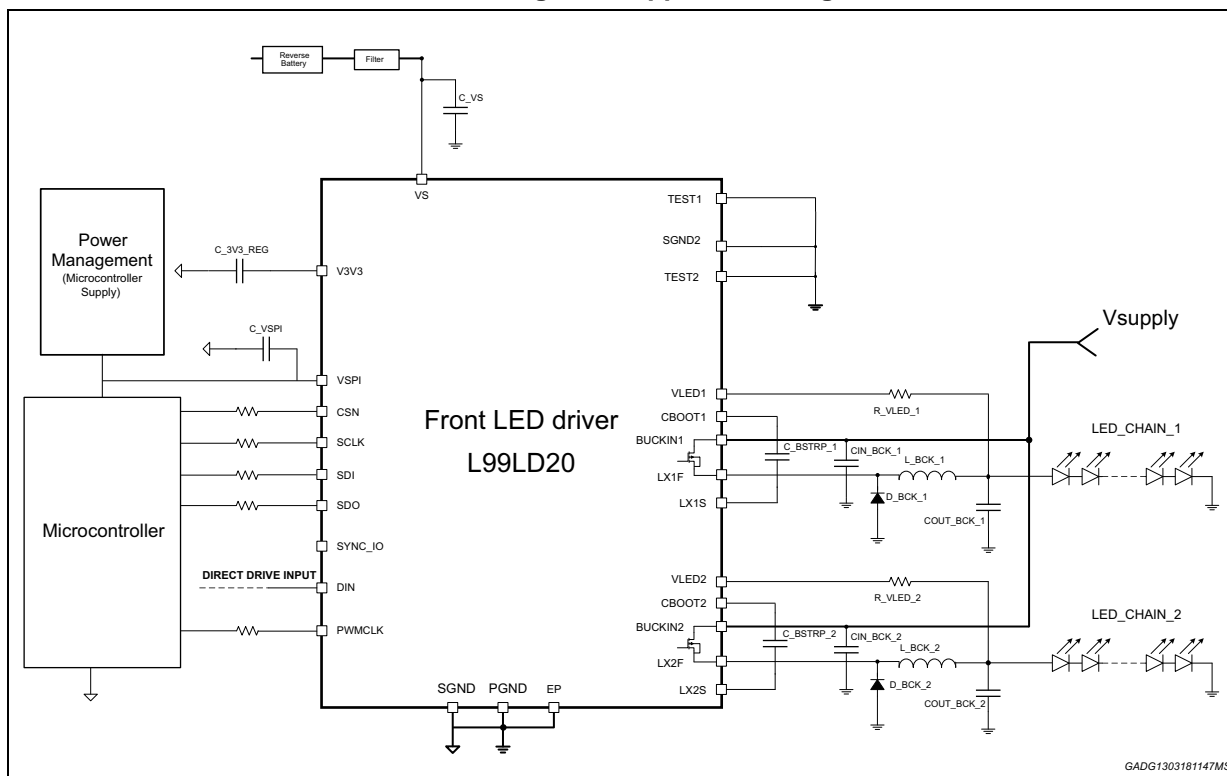 Reverse
Battery
Filter
C_VS
VS
Power
Management
(Microcontroller
Supply)
C_3V3_REG
V3V3
C_VSPI
VSPI
CSN
SCLK
SDI
SDO
SYNC_IO
DIRECT DRIVE INPUT
DIN
PWMCLK
Microcontroller
Front LED driver
L99LD20
SGND
PGND
EP
TEST1
SGND2
TEST2
Vsupply
VLED1
R_VLED_1
CBOOT1
BUCKIN1
C_BSTRP_1
CIN_BCK_1
L_BCK_1
LED_CHAIN_1
LX1F
D_BCK_1
LX1S
COUT_BCK_1
VLED2
R_VLED_2
CBOOT2
BUCKIN2
C_BSTRP_2
CIN_BCK_2
L_BCK_2
LED_CHAIN_2
LX2F
D_BCK_2
LX2S
COUT_BCK_2